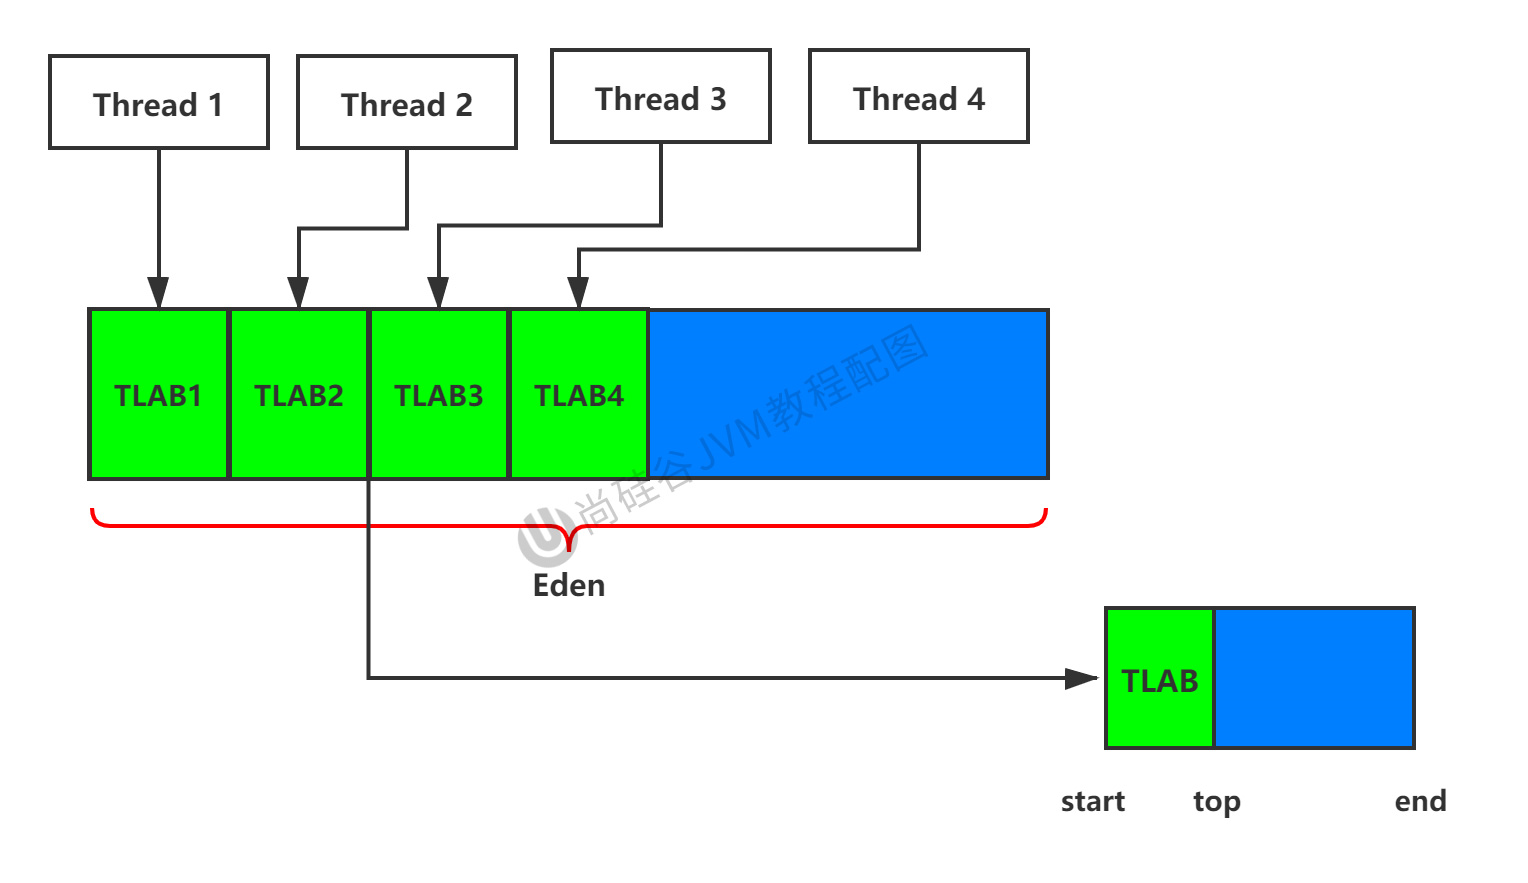 Thread 1
Thread 2
Thread 3
Thread 4
TLAB1
TLAB2
TLAB3
TLAB4
尚硅谷JVM教程配图
Eden
TLAB
start
top
end